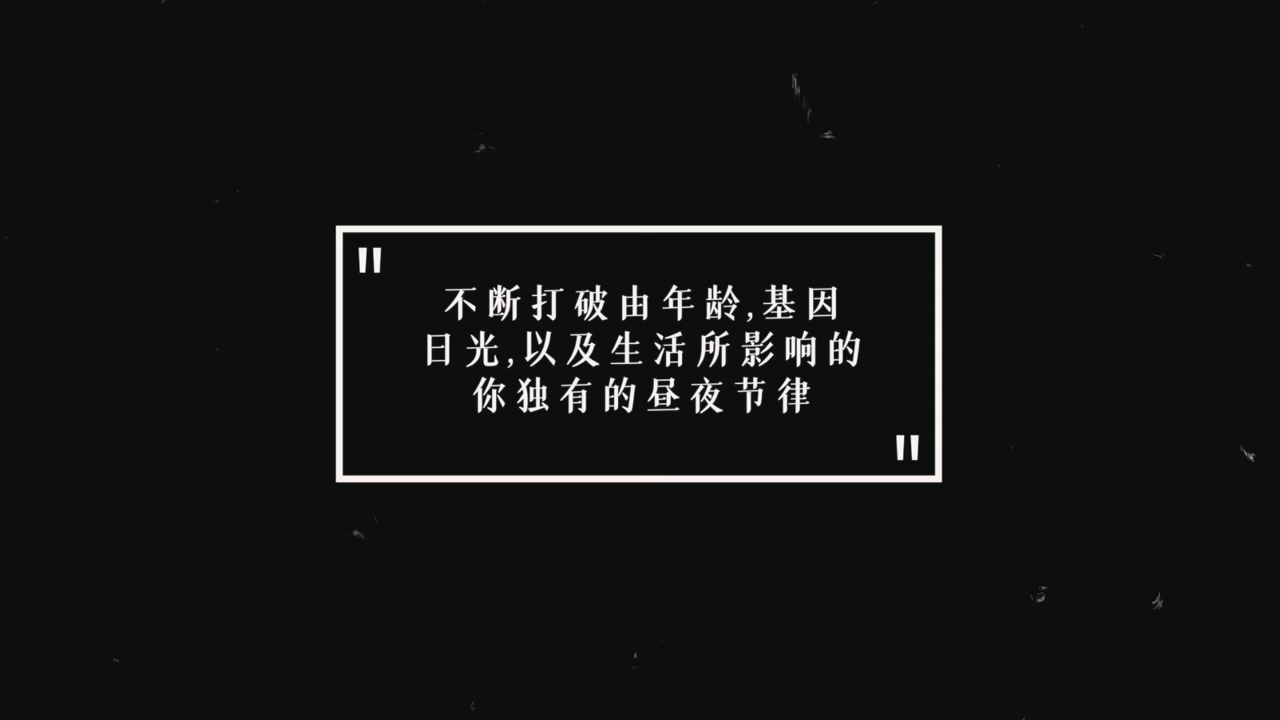 "
不断打破由年龄,基因
日光,以及生活所影响的
你独有的昼夜节律
"